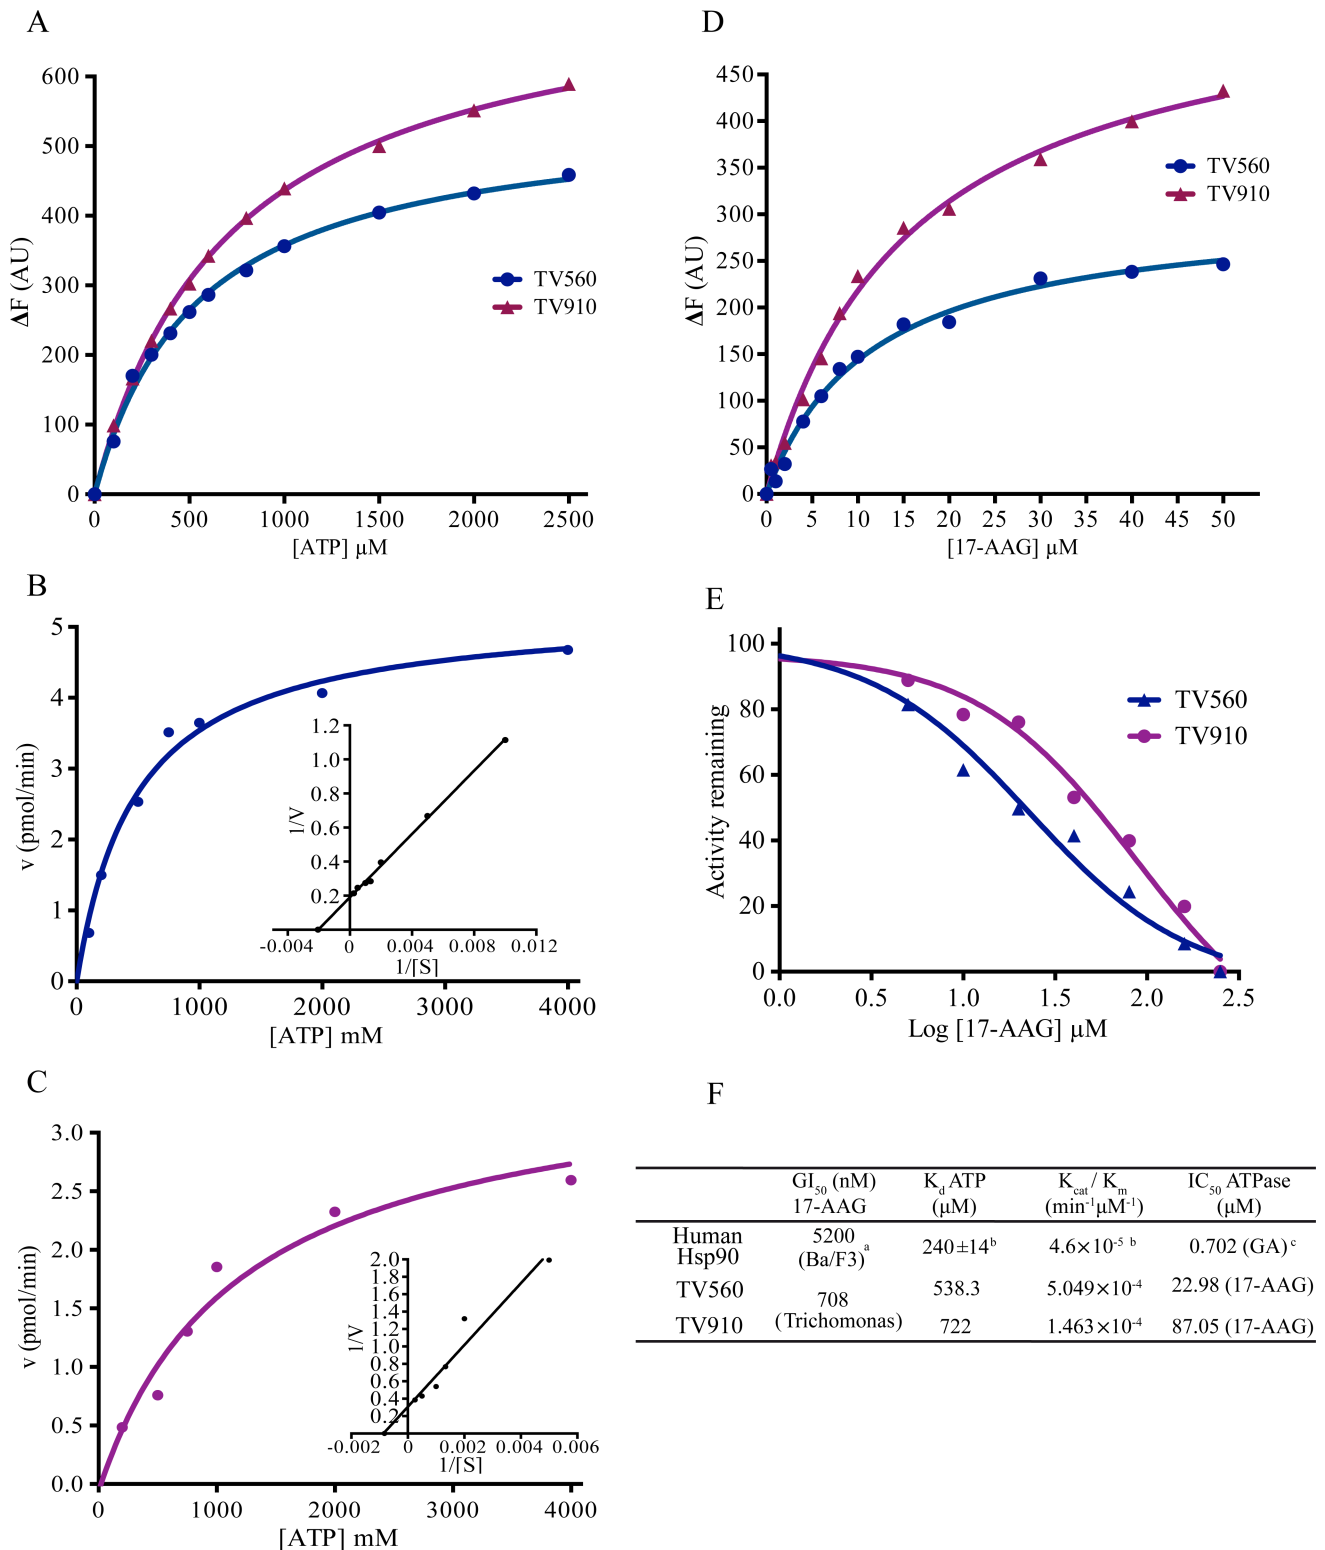 A
600
500
400
300
200
100
0
ΔF (AU)
0 500 1000 1500 2000 2500
[ATP] μM
TV560
TV910
D
450
400
350
300
250
200
150
100
50
0
ΔF (AU)
0 5 10 15 20 25 30 35 40 45 50
[17-AAG] μM
TV560
TV910
B
5
4
3
2
1
0
v (pmol/min)
0 1000 2000 3000 4000
[ATP] mM
1.2
1.0
0.8
0.6
0.4
0.2
1/V
-0.004 0 0.004 0.008 0.012
1/[S]
E
100
80
60
40
20
0
Activity remaining
0.0 0.5 1.0 1.5 2.0 2.5
Log [17-AAG] μM
TV560
TV910
C
3.0
2.5
2.0
1.5
1.0
0.5
0.0
v (pmol/min)
0 1000 2000 3000 4000
[ATP] mM
2.0
1.8
1.6
1.4
1.2
1.0
0.8
0.6
0.4
0.2
1/V
-0.002 0 0.002 0.004 0.006
1/[S]
F
GI50 (nM) 17-AAG
Kd ATP (μM)
Kcat / Km (min-1μM-1)
IC50 ATPase (μM)
Human Hsp90 5200 (Ba/F3)a 240±14b 4.6×10-5 b 0.702 (GA) c
TV560 538.3 5.049×10-4 22.98 (17-AAG)
708 (Trichomonas)
TV910 722 1.463×10-4 87.05 (17-AAG)